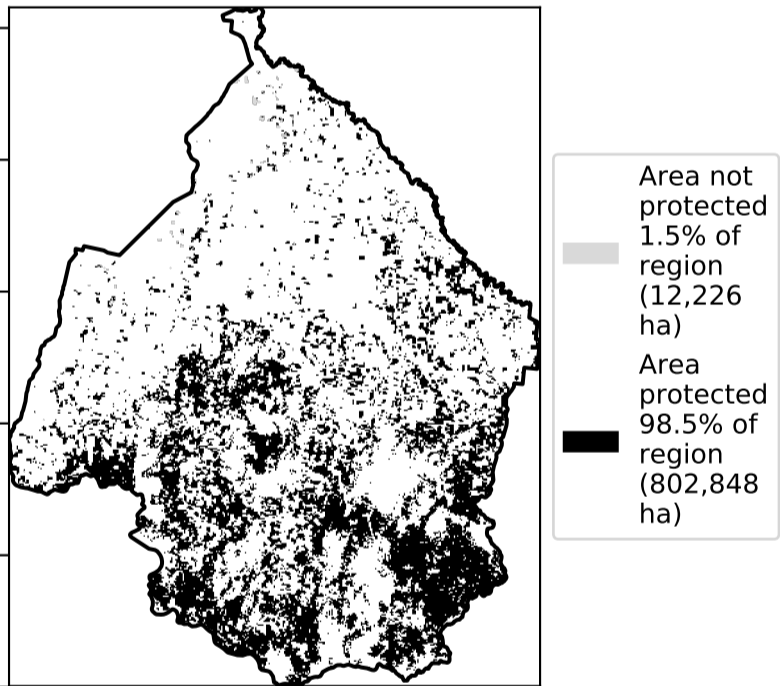 Area not
protected
1.5% of
region
(12,226
ha)
Area
protected
98.5% of
region
(802,848
ha)